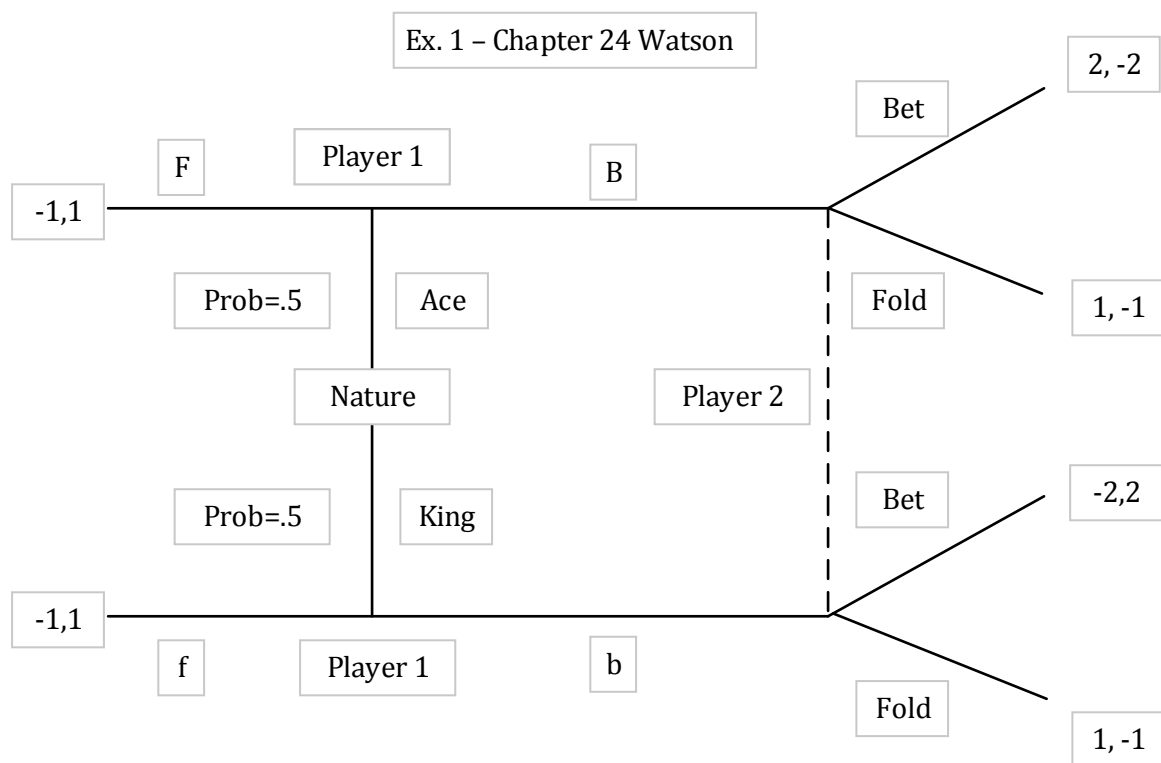 Ex. 1 – Chapter 24 Watson
2, -2
Bet
F
Player 1
B
-1,1
Prob=.5
Ace
Fold
1, -1
Nature
Player 2
Prob=.5
King
Bet
-2,2
-1,1
f
Player 1
b
Fold
1, -1